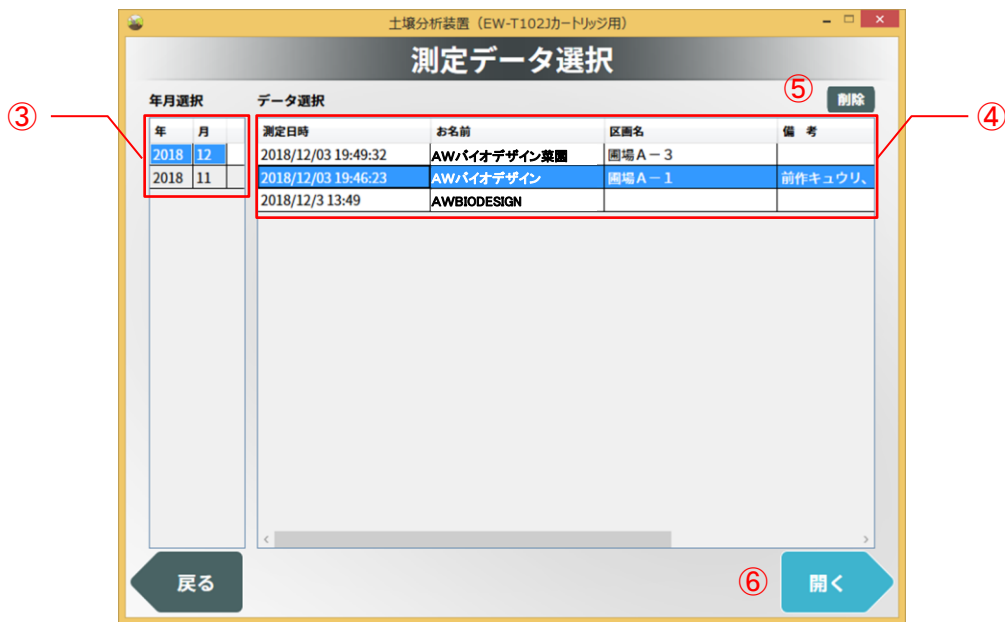 土壌分析装置（EW-T102Jカートリッジ用）
測定データ選択
⑤
年月選択 データ選択 削除
③
④
年 月 測定日時 お名前 区画名 備 考
2018 12 2018/12/03 19:49:32 AWバイオデザイン菜園 圃場A－3
2018 11 2018/12/03 19:46:23 AWバイオデザイン 圃場A－1 前作キュウリ、
2018/12/3 13:49 AWBIODESIGN
戻る ⑥ 開く